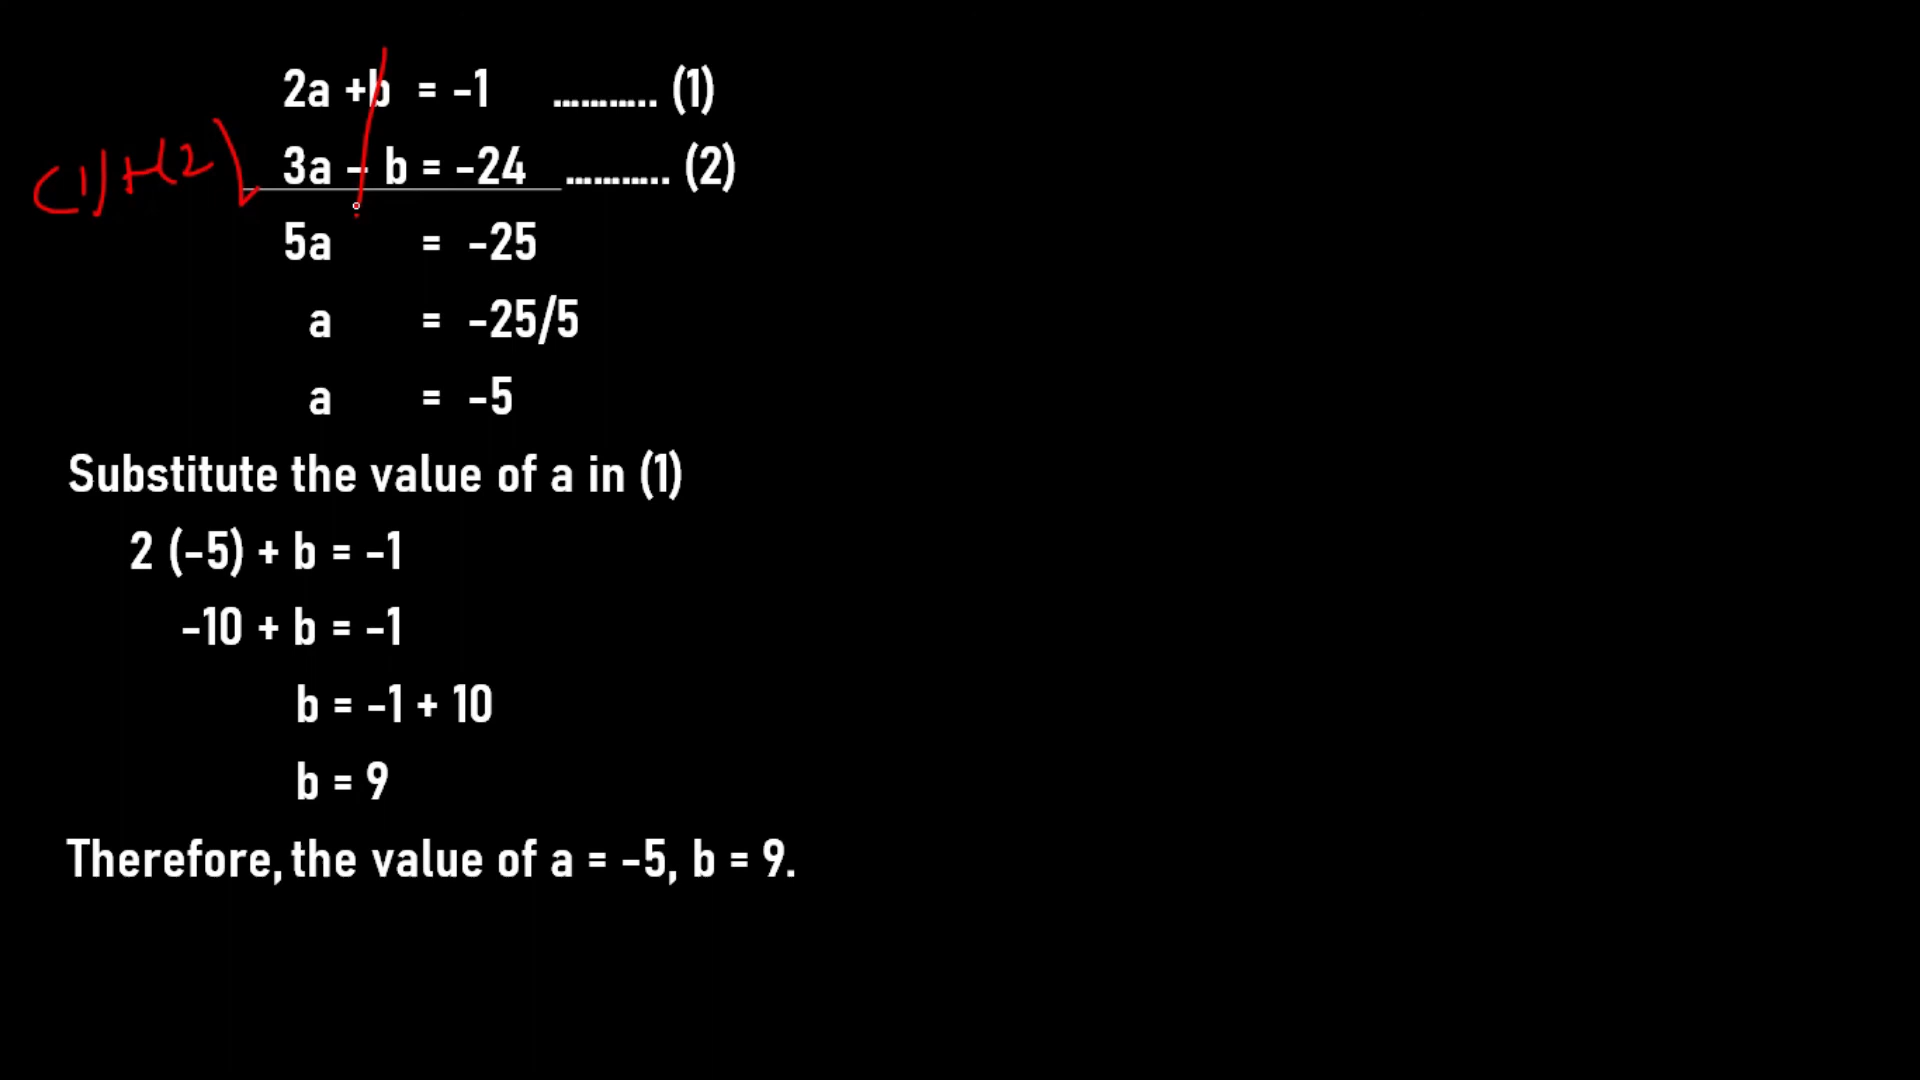 2a +b = -1 ........... (1)
(1)+(2)
3a - b = -24 ........... (2)
5a = -25
a = -25/5
a = -5
Substitute the value of a in (1)
2 (-5) + b = -1
-10 + b = -1
b = -1 + 10
b = 9
Therefore, the value of a = -5, b = 9.